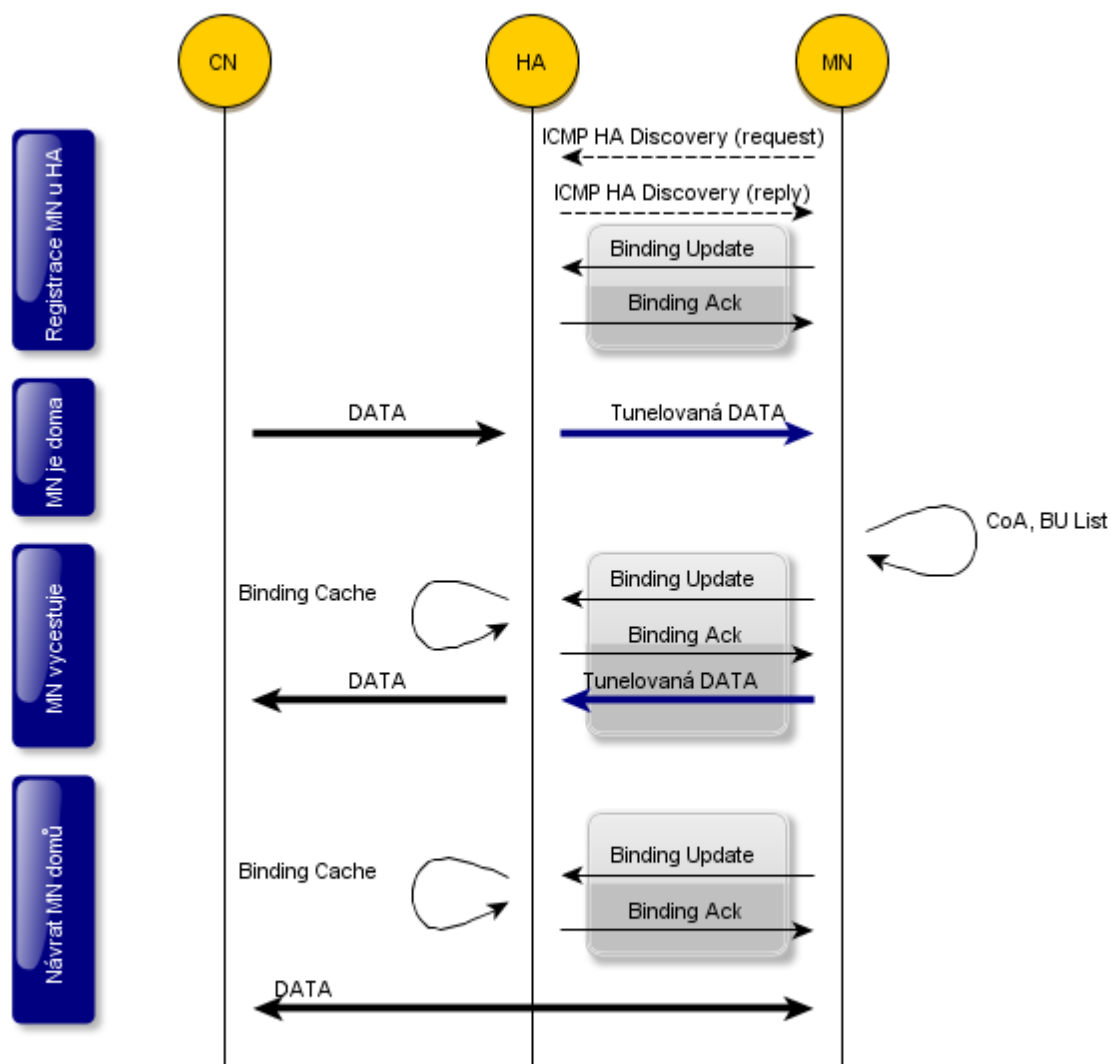 CN
HA
MN
Registrace MN u HA
ICMP HA Discovery (request)
ICMP HA Discovery (reply)
Binding Update
Binding Ack
MN je doma
DATA
Tunelovaná DATA
CoA, BU List
MN vycestuje
Binding Cache
Binding Update
Binding Ack
DATA
Tunelovaná DATA
Návrat MN domů
Binding Cache
Binding Update
Binding Ack
DATA